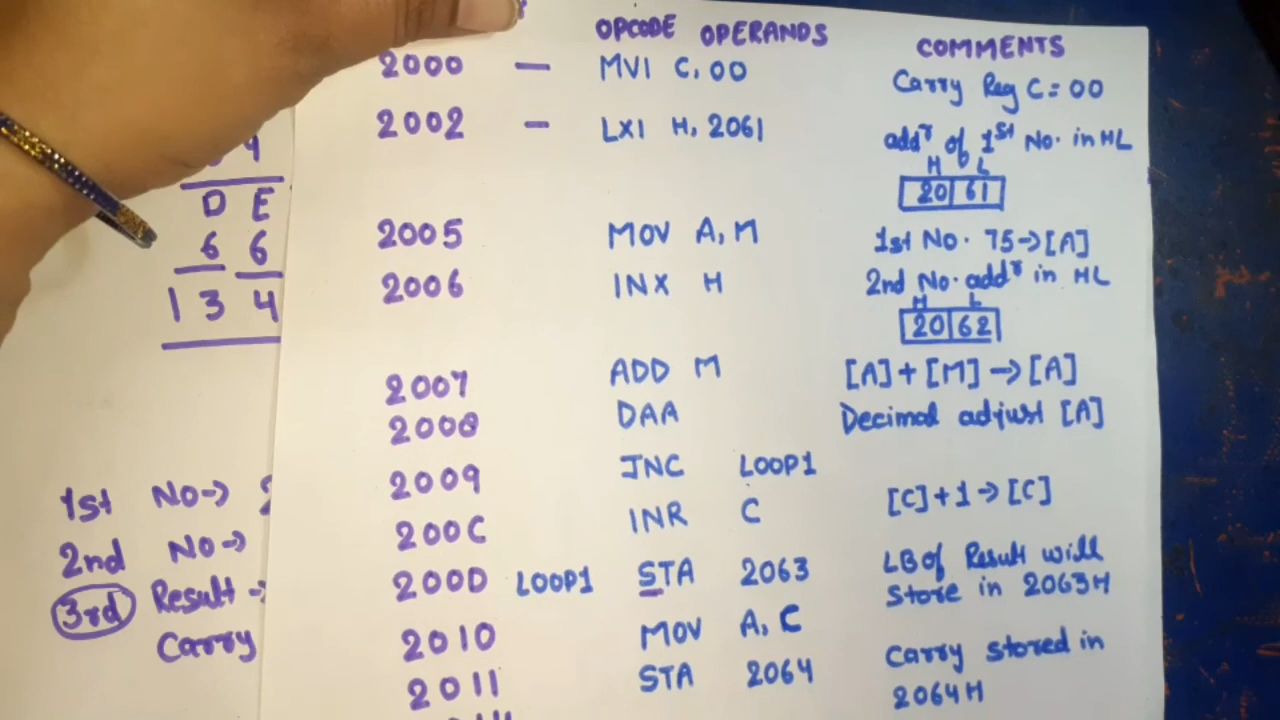 OPCODE OPERANDS COMMENTS
2000 — MVI C, 00 Carry Reg C = 00
2002 - LXI H, 2061 addr of 1st No. in HL
H L
20 61
2005 MOV A, M 1st No. 75→[A]
2006 INX H 2nd No. addr in HL
H L
20 62
2007 ADD M [A] + [M] → [A]
2008 DAA Decimal adjust [A]
2009 JNC LOOP1
200C INR C [C] + 1 → [C]
200D LOOP1 STA 2063 LB of Result will
Store in 2063H
2010 MOV A, C
2011 STA 2064 Carry stored in
2064H
D E
6 6
1 3 4
1st No→
2nd No→
3rd Result →
Carry